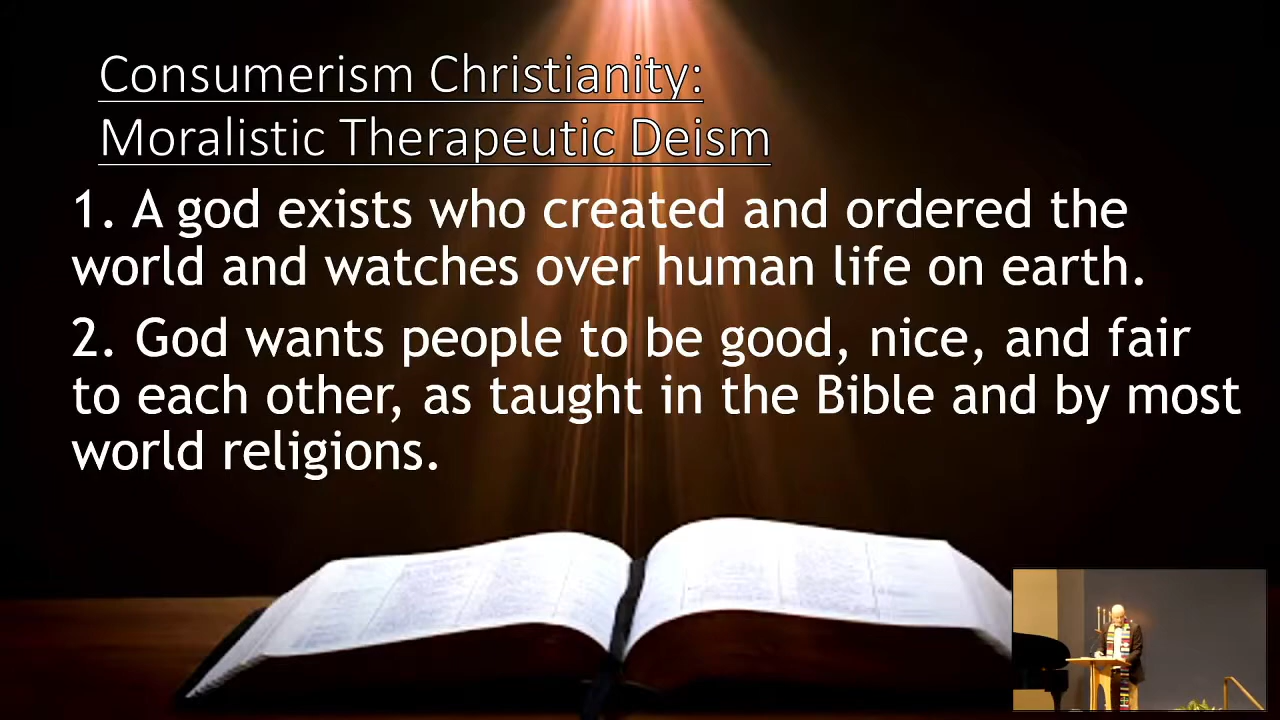 Consumerism Christianity:
Moralistic Therapeutic Deism
1. A god exists who created and ordered the
world and watches over human life on earth.
2. God wants people to be good, nice, and fair
to each other, as taught in the Bible and by most
world religions.